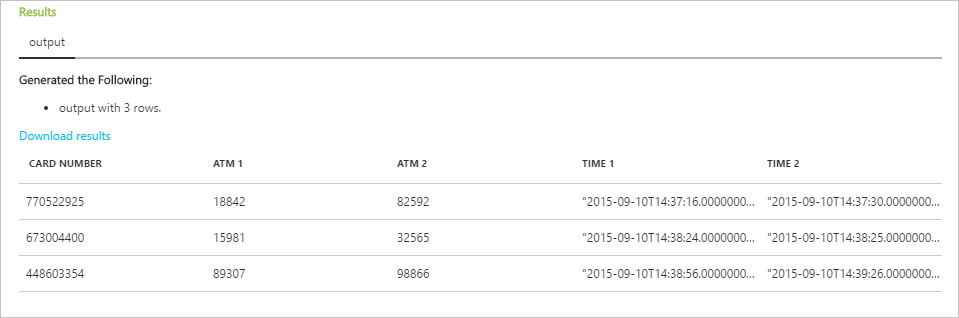 Results
output
Generated the Following:
• output with 3 rows.
Download results
CARD NUMBER ATM 1 ATM 2 TIME 1 TIME 2
770522925 18842 82592 "2015-09-10T14:37:16.0000000... "2015-09-10T14:37:30.0000000...
673004400 15981 32565 "2015-09-10T14:38:24.0000000... "2015-09-10T14:38:25.0000000...
448603354 89307 98866 "2015-09-10T14:38:56.0000000... "2015-09-10T14:39:26.0000000...